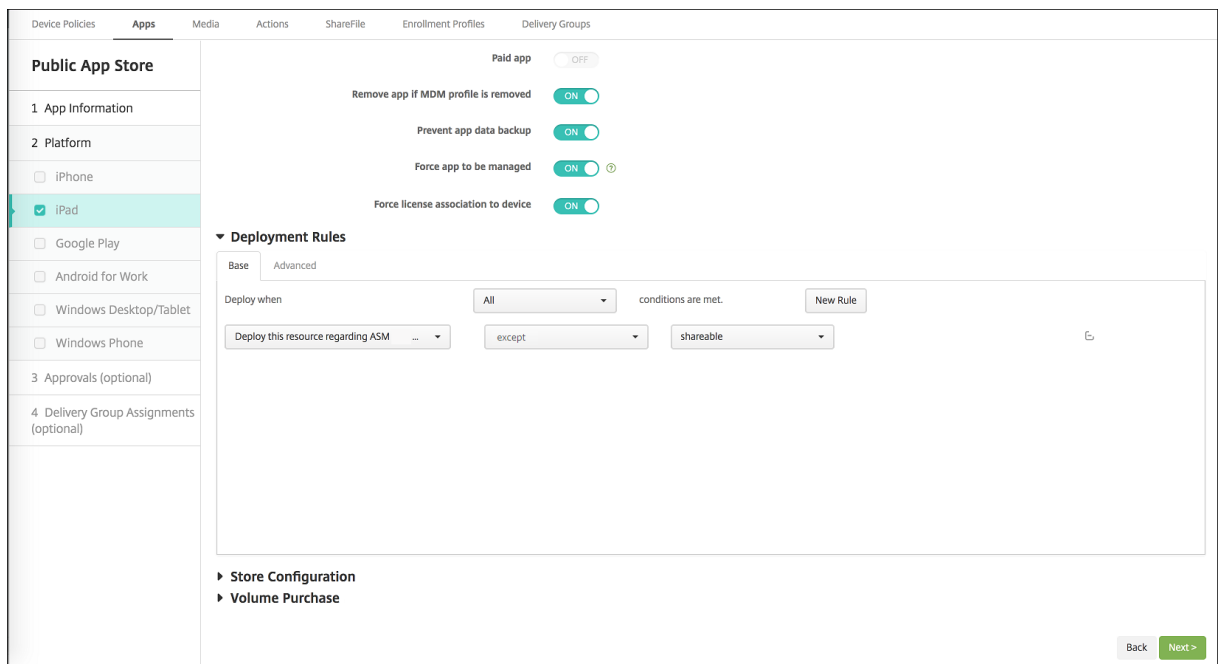 Device Policies Apps Media Actions ShareFile Enrollment Profiles Delivery Groups
Public App Store
1 App Information
2 Platform
iPhone
iPad
Google Play
Android for Work
Windows Desktop/Tablet
Windows Phone
3 Approvals (optional)
4 Delivery Group Assignments
(optional)
Paid app OFF
Remove app if MDM profile is removed ON
Prevent app data backup ON
Force app to be managed ON ?
Force license association to device ON
Deployment Rules
Base Advanced
Deploy when All conditions are met. New Rule
Deploy this resource regarding ASM ... except shareable
Store Configuration
Volume Purchase
Back Next >